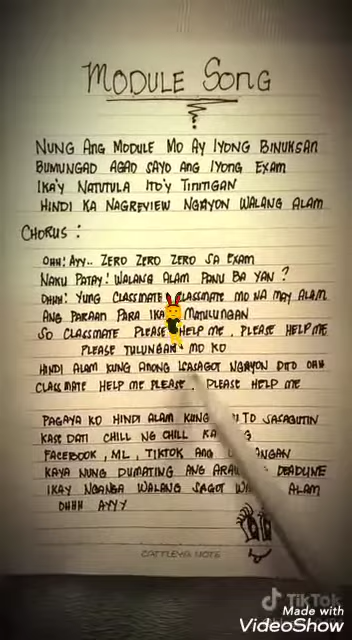 MODULE SONG
NUNG ANG MODULE MO AY IYONG BINUKSAN
BUMUNGAD AGAD SAYO ANG IYONG EXAM
IKA'Y NATUTULA ITO'Y TINITIGAN
HINDI KA NAGREVIEW NGAYON WALANG ALAM
CHORUS :
OHH! AYY.. ZERO ZERO ZERO SA EXAM
NAKU PATAY! WALANG ALAM PANU BA YAN ?
OHHH! YUNG CLASSMATE CLASSMATE MO NA MAY ALAM
ANG PARAAN PARA IKA MATULUNGAN
SO CLASSMATE PLEASE HELP ME . PLEASE HELP ME
PLEASE TULUNGAN MO KO
HINDI ALAM KUNG ANONG ISASAGOT NGAYON DITO OHH
CLASSMATE HELP ME PLEASE . PLEASE HELP ME
PAGAYA KO HINDI ALAM KUNG TO SASAGUTIN
KASE DATI CHILL NG CHILL KA
FACEBOOK , ML , TIKTOK ANG
KAYA NUNG DUMATING ANG DEADLINE
IKAY NGANGA WALANG SAGOT ALAM
OHHH AYYY
CATTLEYA NOTE
TikTok
Made with
VideoShow